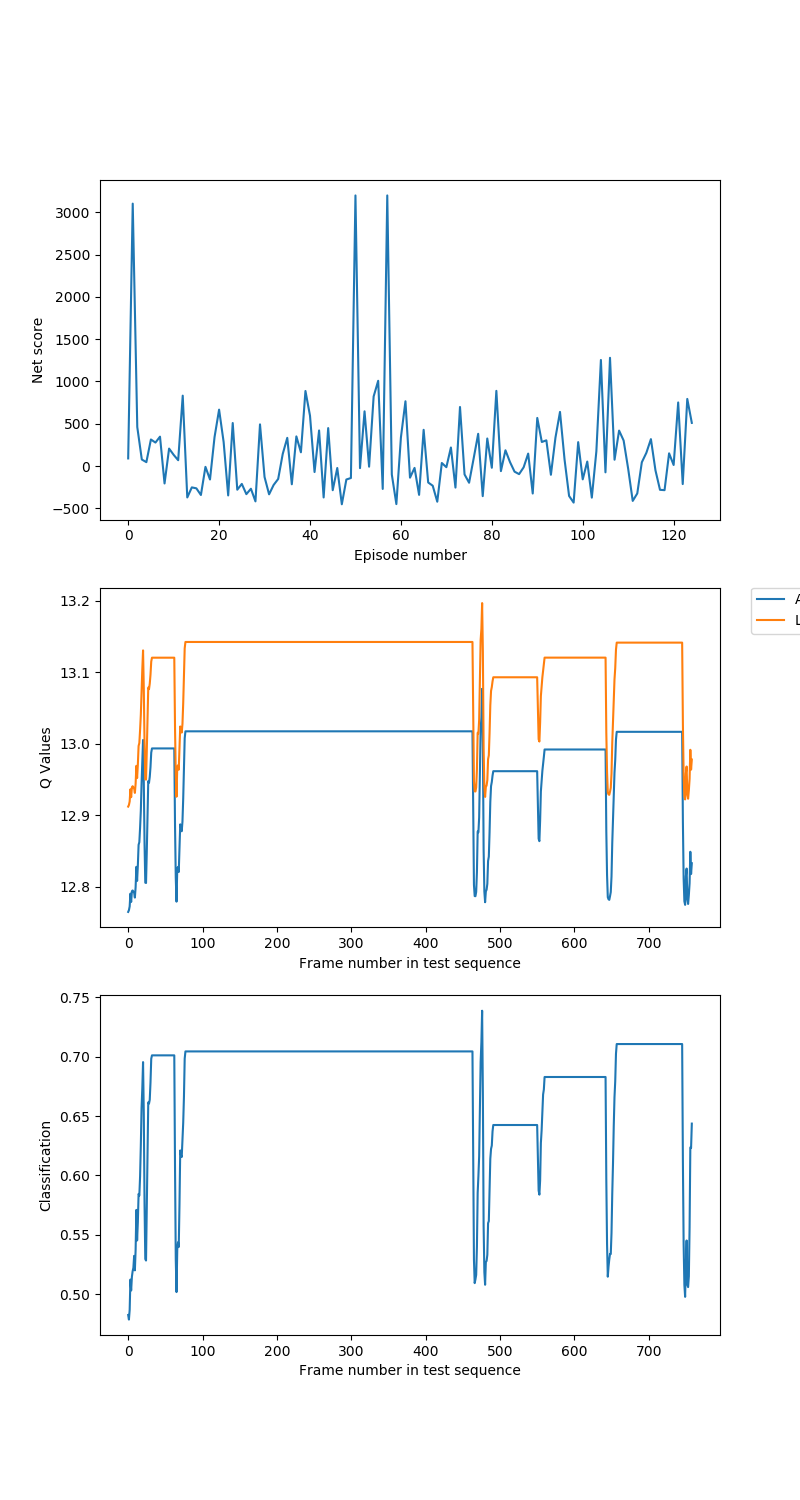 3000
2500
2000
1500
1000
500
0
−500
Net score
0 20 40 60 80 100 120
Episode number
13.2
13.1
13.0
12.9
12.8
Q Values
0 100 200 300 400 500 600 700
Frame number in test sequence
0.75
0.70
0.65
0.60
0.55
0.50
Classification
0 100 200 300 400 500 600 700
Frame number in test sequence